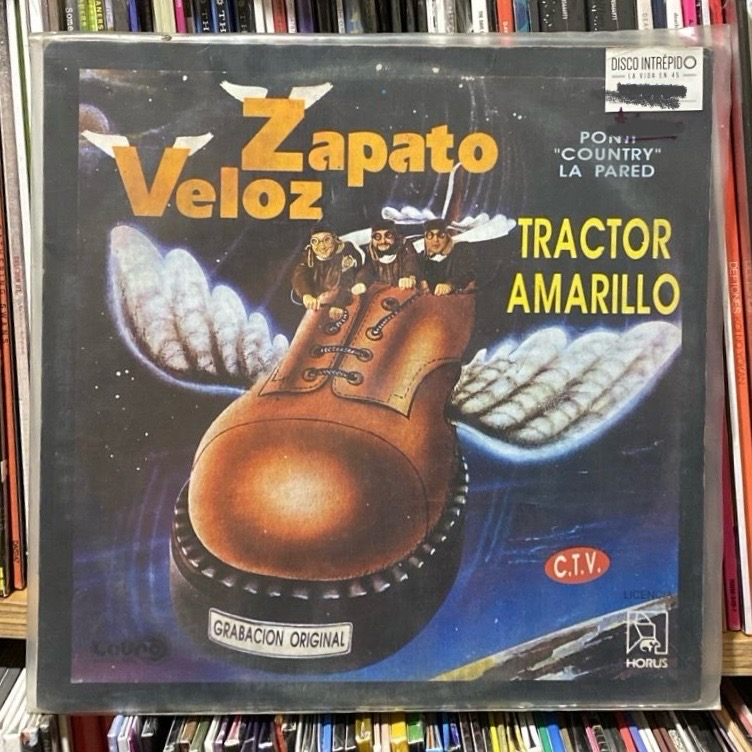 DISCO INTRÉPIDO
LA VIDA EN 45
Zapato
Veloz
"COUNTRY"
LA PARED
TRACTOR
AMARILLO
C.T.V.
LICENCIA
HORUS
GRABACION ORIGINAL